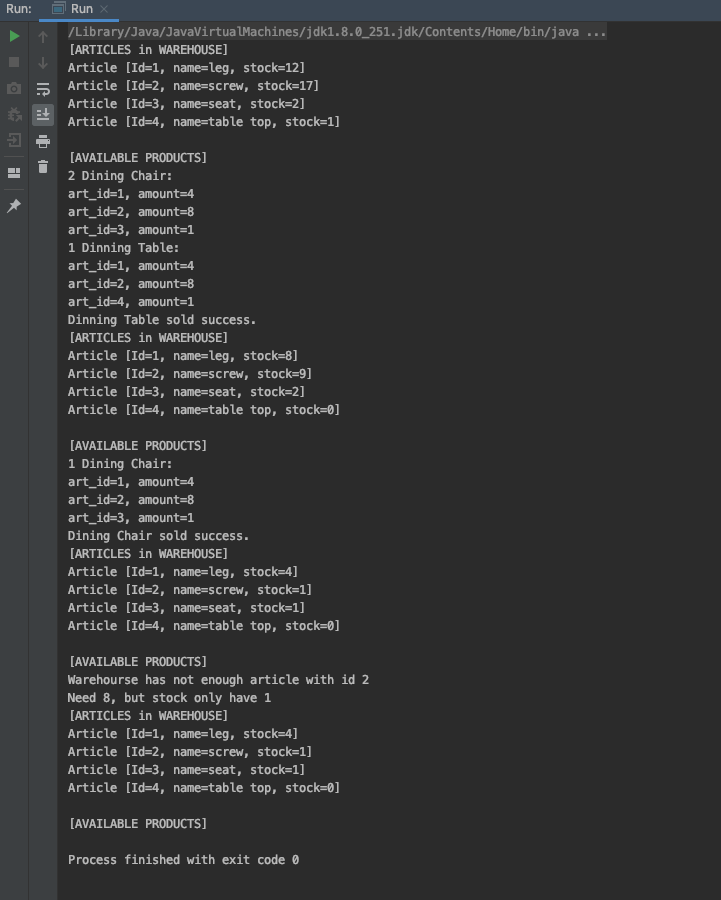 Run: Run ×
/Library/Java/JavaVirtualMachines/jdk1.8.0_251.jdk/Contents/Home/bin/java ...
[ARTICLES in WAREHOUSE]
Article [Id=1, name=leg, stock=12]
Article [Id=2, name=screw, stock=17]
Article [Id=3, name=seat, stock=2]
Article [Id=4, name=table top, stock=1]

[AVAILABLE PRODUCTS]
2 Dining Chair:
art_id=1, amount=4
art_id=2, amount=8
art_id=3, amount=1
1 Dinning Table:
art_id=1, amount=4
art_id=2, amount=8
art_id=4, amount=1
Dinning Table sold success.
[ARTICLES in WAREHOUSE]
Article [Id=1, name=leg, stock=8]
Article [Id=2, name=screw, stock=9]
Article [Id=3, name=seat, stock=2]
Article [Id=4, name=table top, stock=0]

[AVAILABLE PRODUCTS]
1 Dining Chair:
art_id=1, amount=4
art_id=2, amount=8
art_id=3, amount=1
Dining Chair sold success.
[ARTICLES in WAREHOUSE]
Article [Id=1, name=leg, stock=4]
Article [Id=2, name=screw, stock=1]
Article [Id=3, name=seat, stock=1]
Article [Id=4, name=table top, stock=0]

[AVAILABLE PRODUCTS]
Warehourse has not enough article with id 2
Need 8, but stock only have 1
[ARTICLES in WAREHOUSE]
Article [Id=1, name=leg, stock=4]
Article [Id=2, name=screw, stock=1]
Article [Id=3, name=seat, stock=1]
Article [Id=4, name=table top, stock=0]

[AVAILABLE PRODUCTS]

Process finished with exit code 0